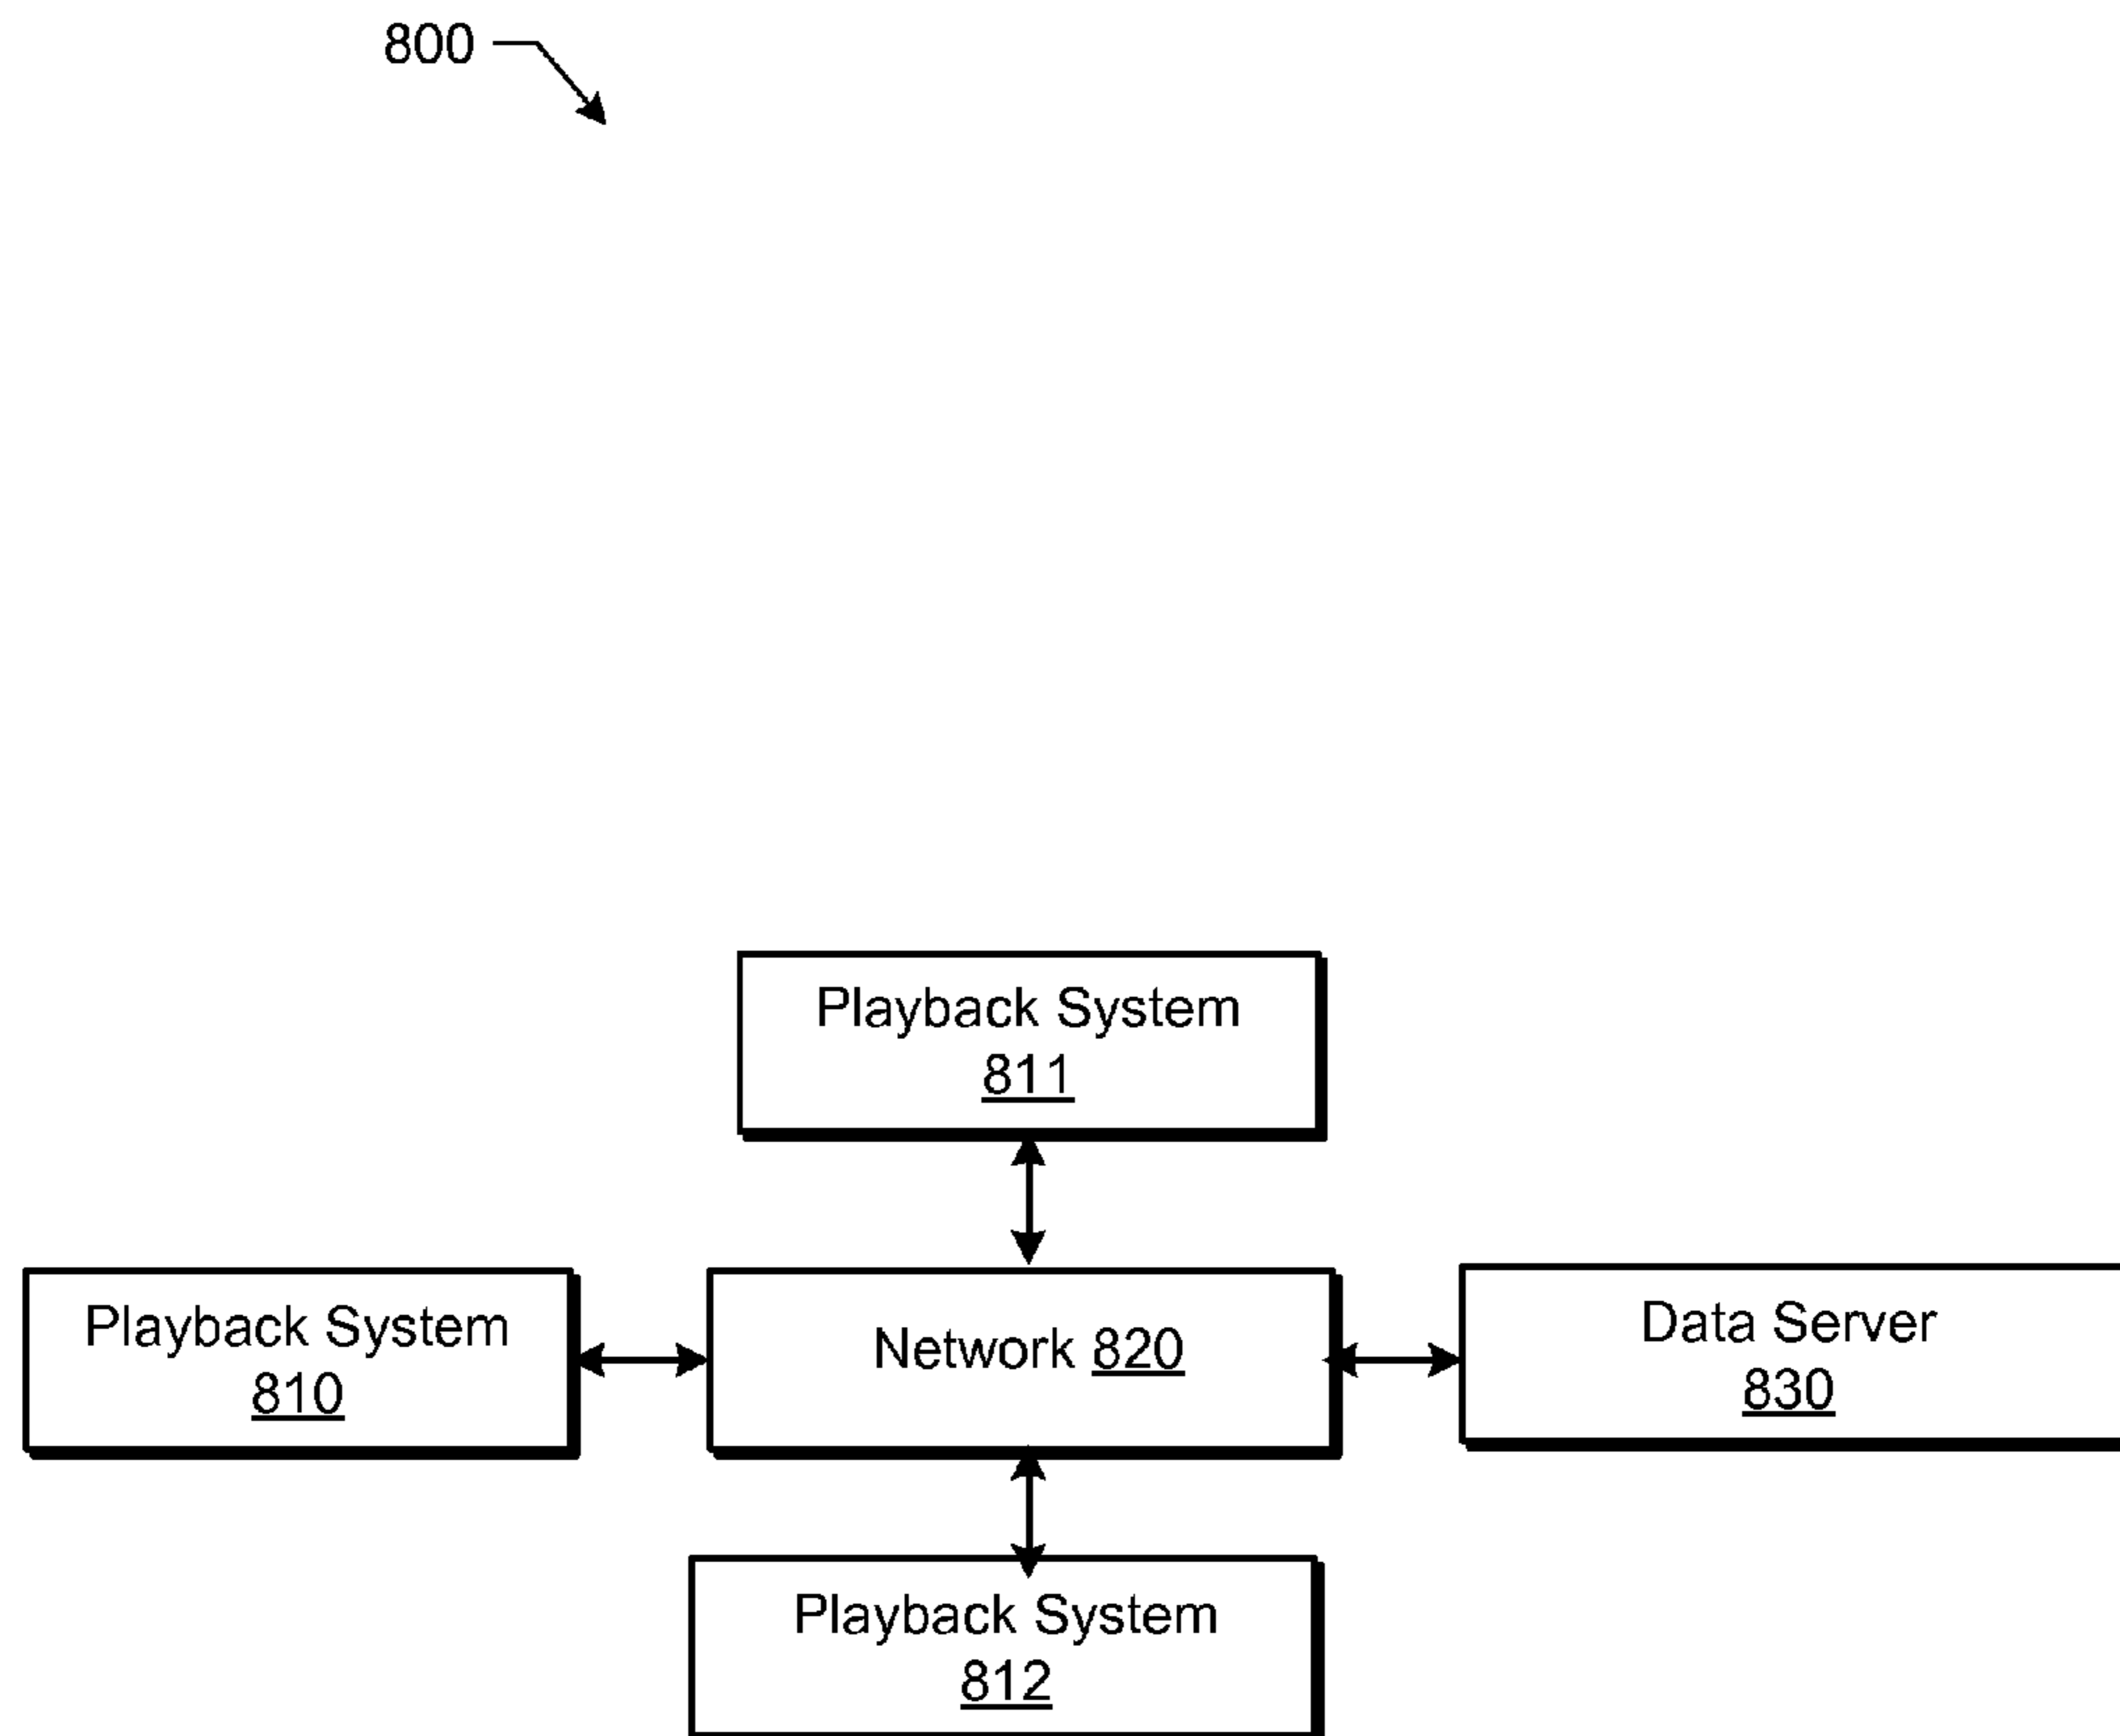 800
Playback System
811
Playback System
810
Network 820
Data Server
830
Playback System
812